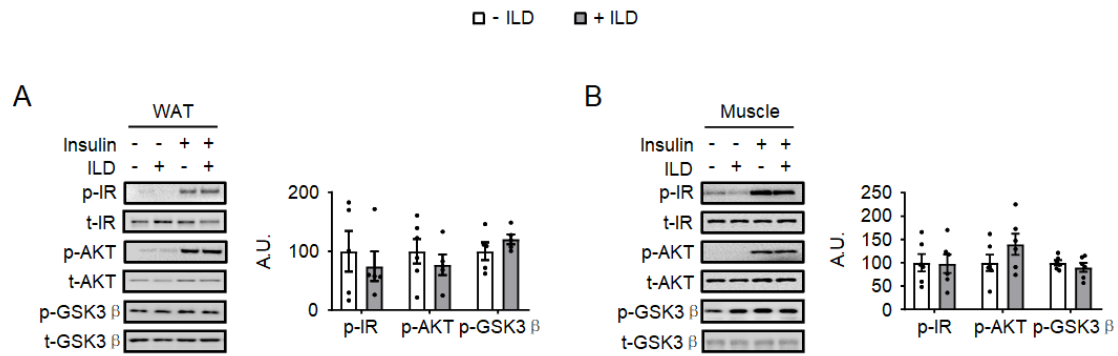 - ILD + ILD
A B
WAT Muscle
Insulin - - + + Insulin - - + +
ILD - + - + ILD - + - +
p-IR p-IR
t-IR t-IR
p-AKT p-AKT
t-AKT t-AKT
p-GSK3 β p-GSK3 β
t-GSK3 β t-GSK3 β
A.U.
200
100
0
p-IR p-AKT p-GSK3 β
A.U.
250
200
150
100
50
0
p-IR p-AKT p-GSK3 β